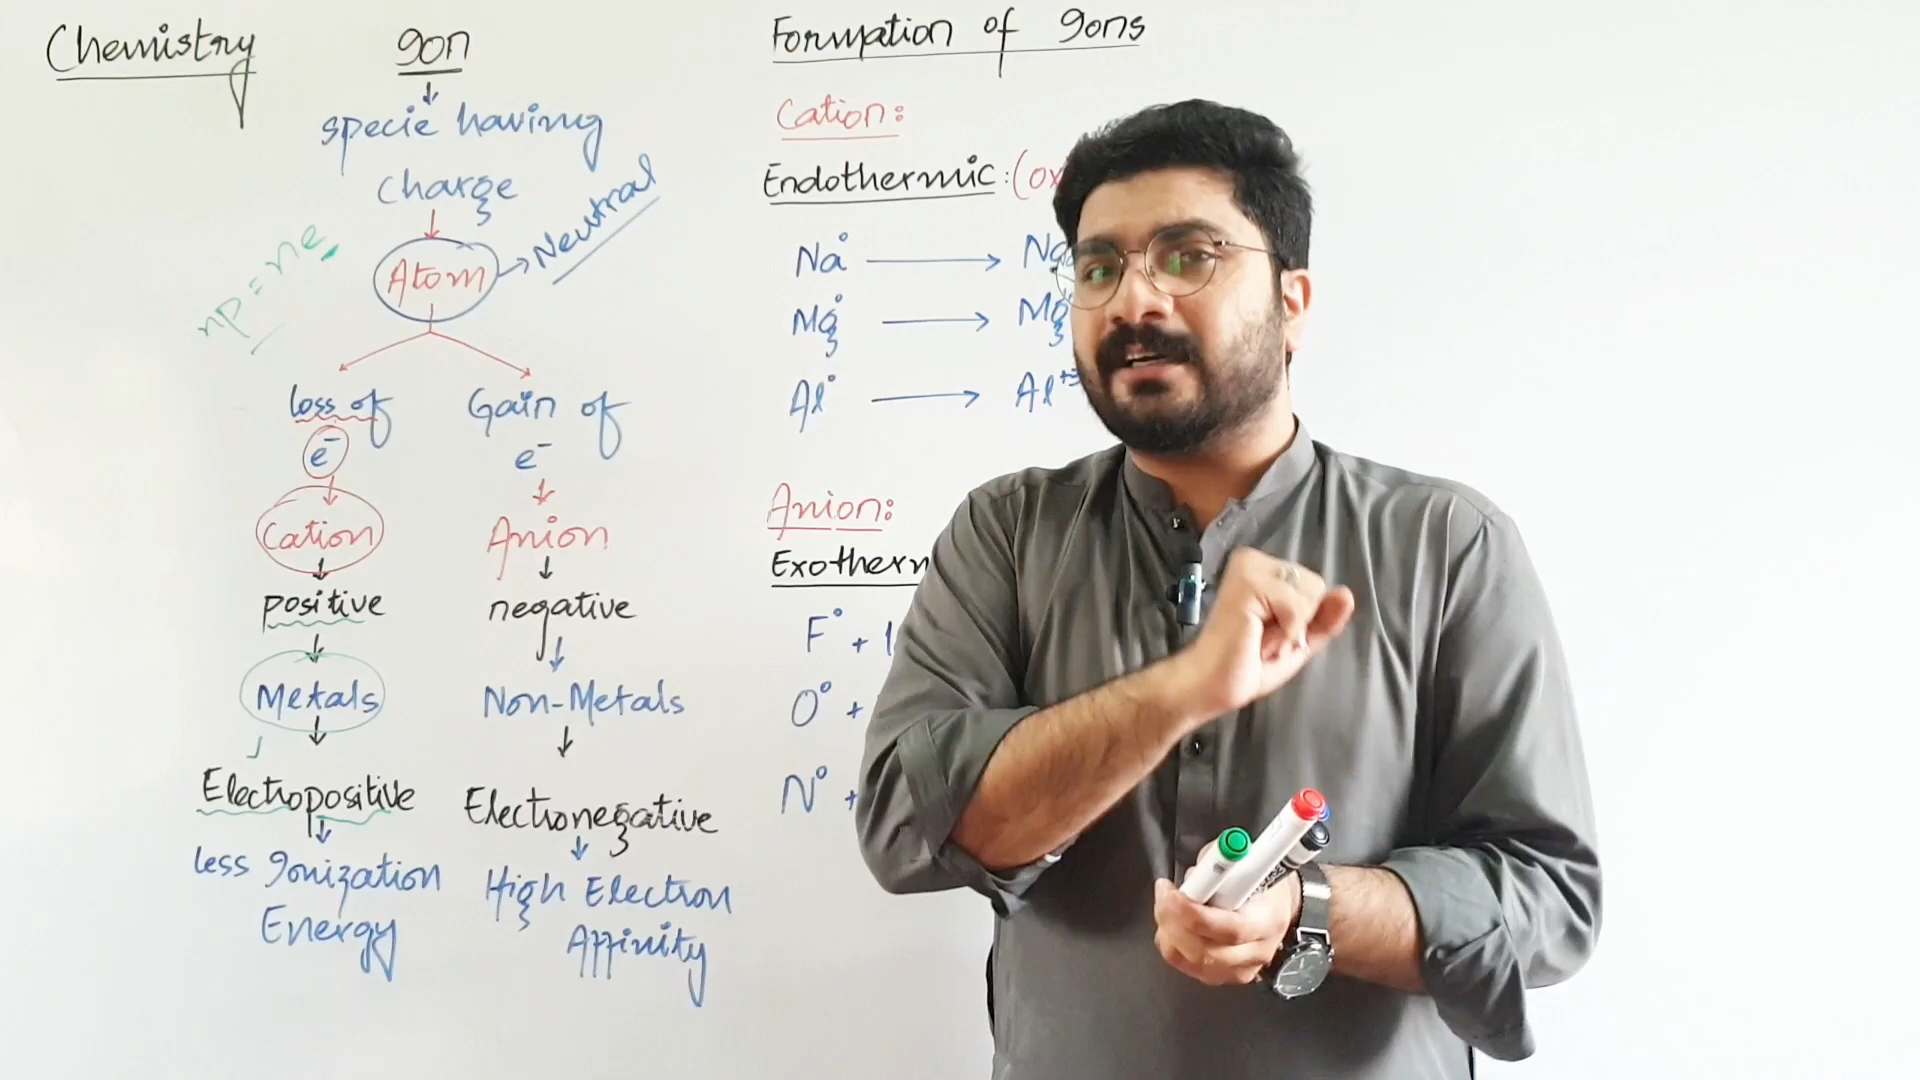 Chemistry
Ion
specie having
charge
Atom → Neutral
np = ne
loss of
e⁻
Cation
positive
Metals
Electropositive
less Ionization
Energy
Gain of
e⁻
Anion
negative
Non-Metals
Electronegative
High Electron
Affinity
Formation of Ions
Cation:
Endothermic: (ox
Na° → Na
Mg° → Mg
Al° → Al⁺³
Anion:
Exotherm
F° + 1
O° +
N° +